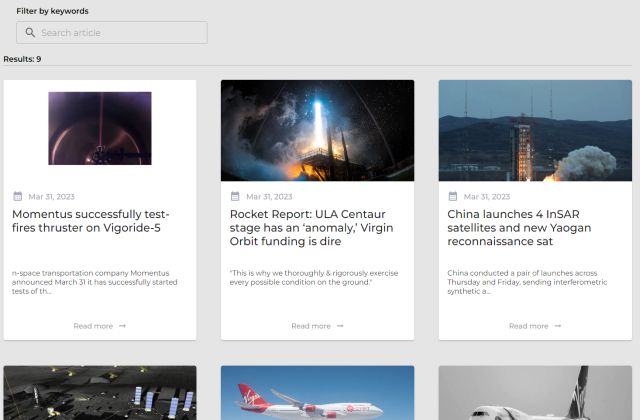 Filter by keywords
Search article
Results: 9
Mar 31, 2023
Momentus successfully test-
fires thruster on Vigoride-5
n-space transportation company Momentus
announced March 31 it has successfully started
tests of th...
Read more →
Mar 31, 2023
Rocket Report: ULA Centaur
stage has an ‘anomaly,’ Virgin
Orbit funding is dire
"This is why we thoroughly & rigorously exercise
every possible condition on the ground."
Read more →
Mar 31, 2023
China launches 4 InSAR
satellites and new Yaogan
reconnaissance sat
China conducted a pair of launches across
Thursday and Friday, sending interferometric
synthetic a...
Read more →
Virgin